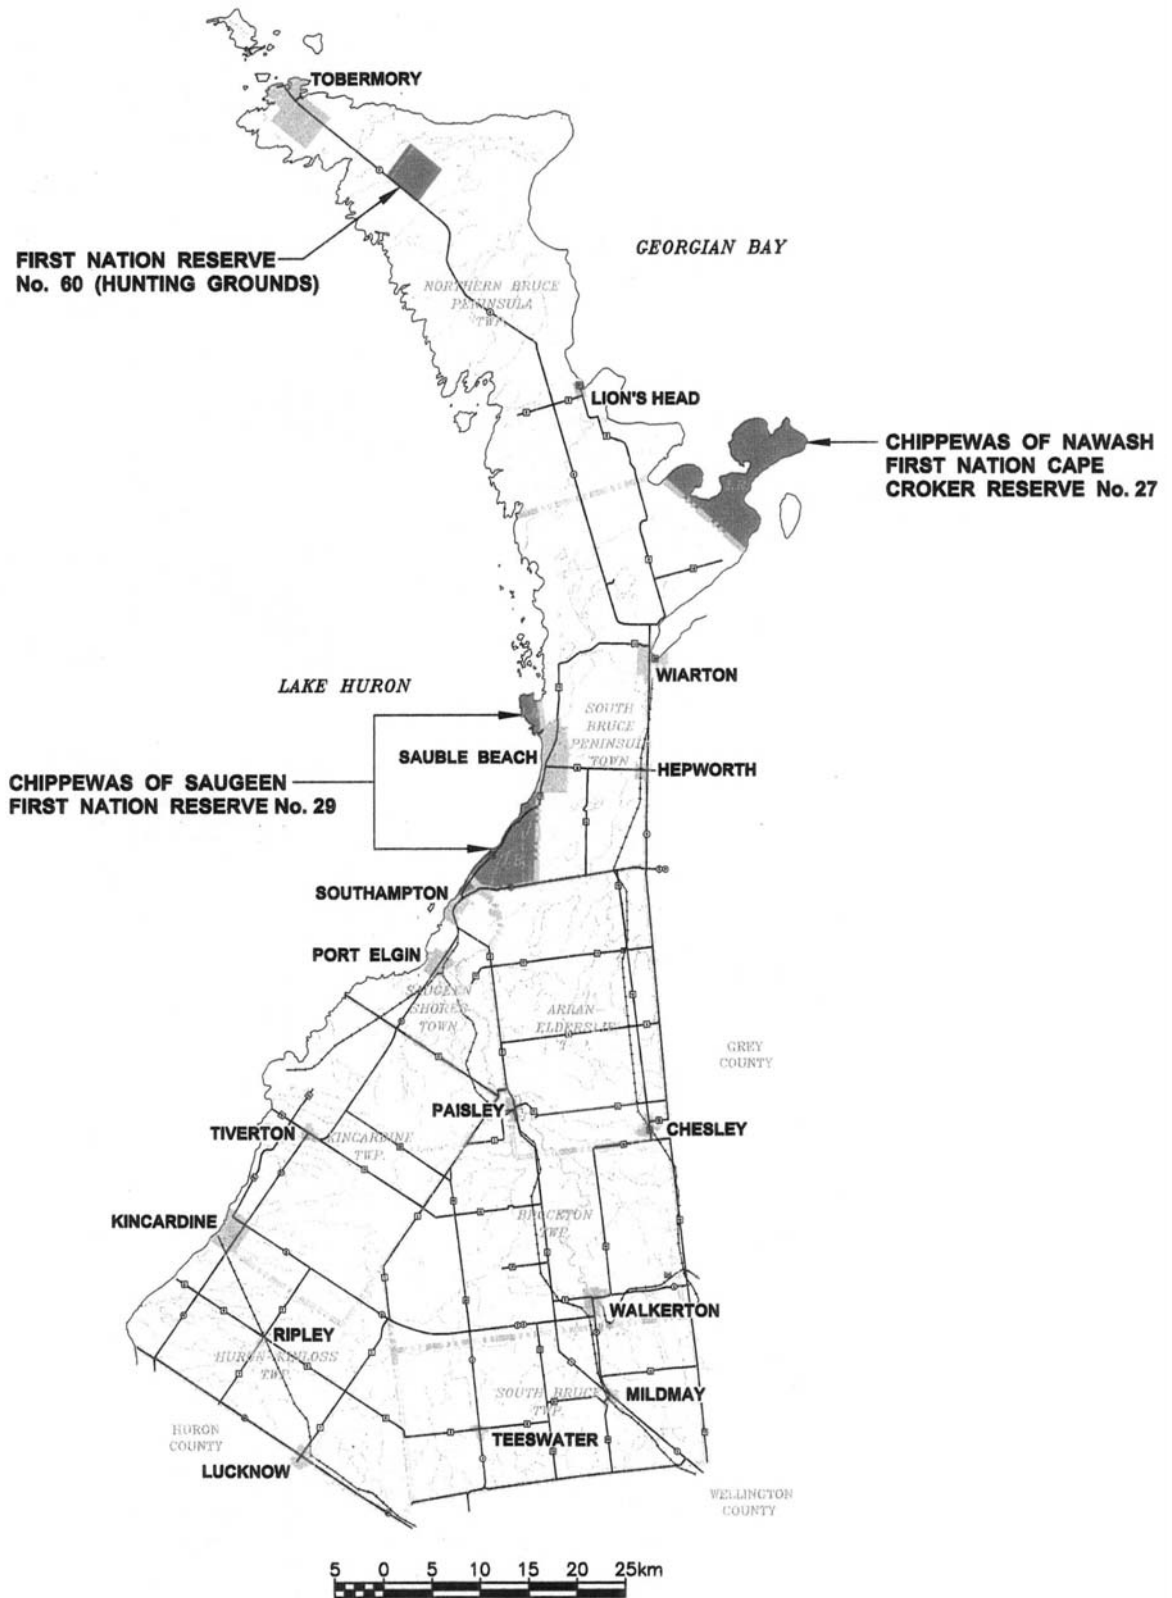 TOBERMORY
GEORGIAN BAY
FIRST NATION RESERVE
No. 60 (HUNTING GROUNDS)
NORTHERN BRUCE
PENINSULA
TWP.
LION'S HEAD
CHIPPEWAS OF NAWASH
FIRST NATION CAPE
CROKER RESERVE No. 27
I.R.
WIARTON
LAKE HURON
SOUTH
BRUCE
PENINSUL
TOWN
SAUBLE BEACH
HEPWORTH
CHIPPEWAS OF SAUGEEN
FIRST NATION RESERVE No. 29
I.R.
SOUTHAMPTON
PORT ELGIN
SAUGEEN
SHORES
TOWN
ARRAN-
ELDERSLIE
GREY
COUNTY
PAISLEY
CHESLEY
TIVERTON
KINCARDINE
TWP.
KINCARDINE
BROCKTON
TWP.
WALKERTON
RIPLEY
HURON-KINLOSS
TWP.
SOUTH BRUCE
TWP.
MILDMAY
HURON
COUNTY
TEESWATER
LUCKNOW
WELLINGTON
COUNTY
5 0 5 10 15 20 25km